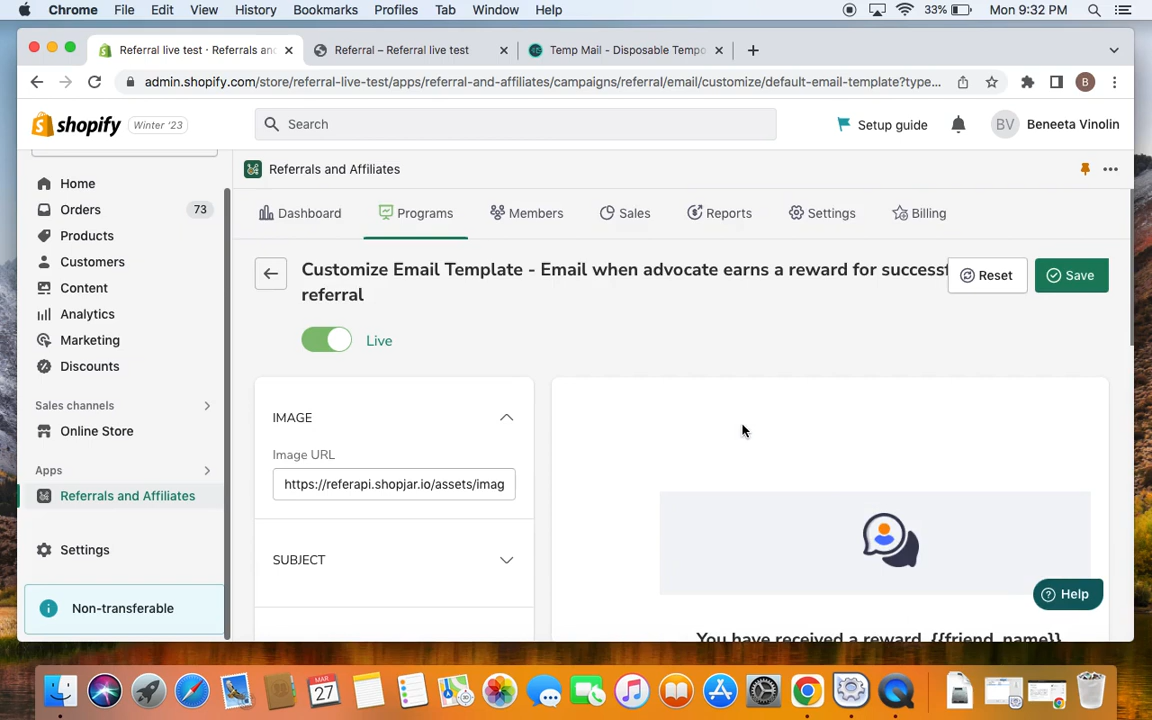 Chrome File Edit View History Bookmarks Profiles Tab Window Help 33% Mon 9:32 PM
Referral live test · Referrals and Referral – Referral live test Temp Mail - Disposable Tempo
admin.shopify.com/store/referral-live-test/apps/referral-and-affiliates/campaigns/referral/email/customize/default-email-template?type... B
shopify Winter '23 Search Setup guide BV Beneeta Vinolin
Referrals and Affiliates
Home
Orders 73
Products
Customers
Content
Analytics
Marketing
Discounts
Sales channels
Online Store
Apps
Referrals and Affiliates
Settings
Non-transferable
Dashboard Programs Members Sales Reports Settings Billing
Customize Email Template - Email when advocate earns a reward for successf
referral
Reset Save
Live
IMAGE
Image URL
https://referapi.shopjar.io/assets/imag
SUBJECT
You have received a reward, {{friend_name}}
Help
MAR
27